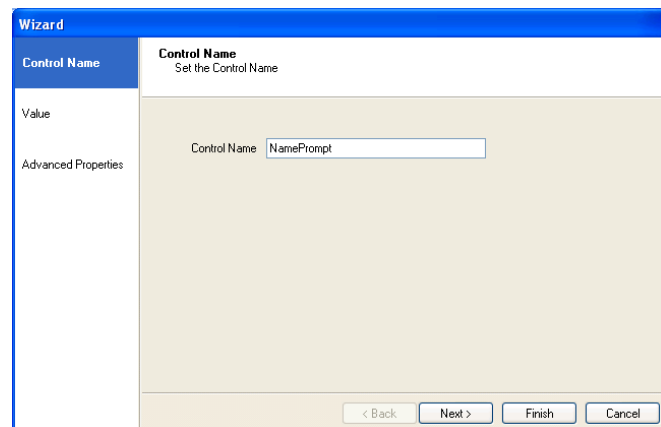 Wizard
Control Name
Control Name
Set the Control Name
Value
Control Name NamePrompt
Advanced Properties
< Back Next > Finish Cancel